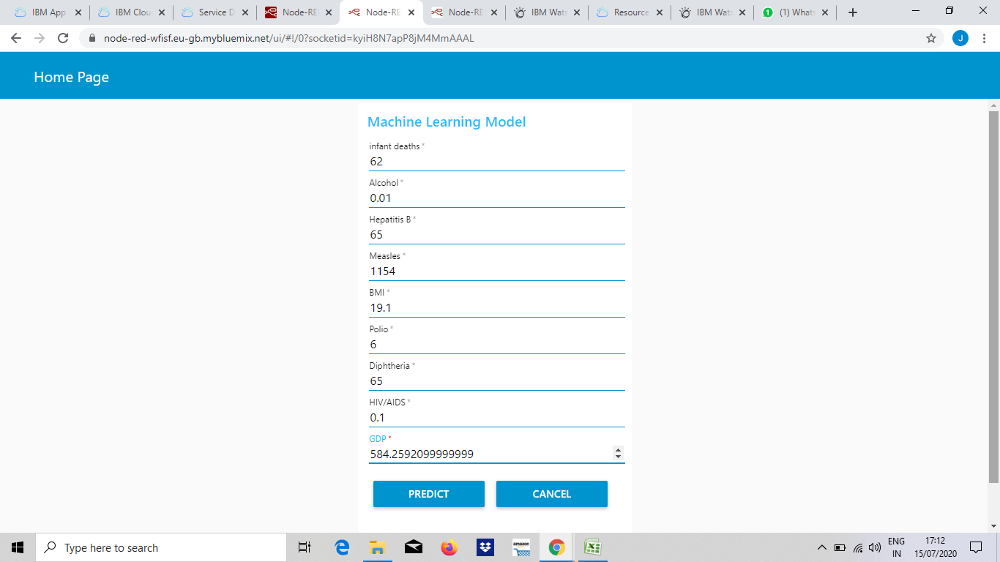 IBM App
IBM Clou
Service D
Node-RE
Node-RE
Node-RE
IBM Wats
Resource
IBM Wats
(1) Whats
node-red-wfisf.eu-gb.mybluemix.net/ui/#!/0?socketid=kyiH8N7apP8jM4MmAAAL
J
Home Page
Machine Learning Model
infant deaths *
62
Alcohol *
0.01
Hepatitis B *
65
Measles *
1154
BMI *
19.1
Polio *
6
Diphtheria *
65
HIV/AIDS *
0.1
GDP *
584.2592099999999
PREDICT
CANCEL
Type here to search
amazon
ENG
IN
17:12
15/07/2020